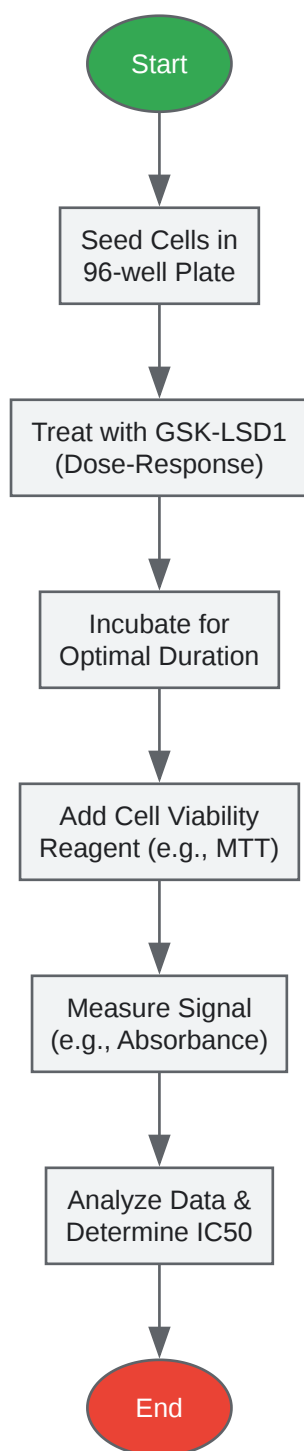 Start
Seed Cells in
96-well Plate
Treat with GSK-LSD1
(Dose-Response)
Incubate for
Optimal Duration
Add Cell Viability
Reagent (e.g., MTT)
Measure Signal
(e.g., Absorbance)
Analyze Data &
Determine IC50
End